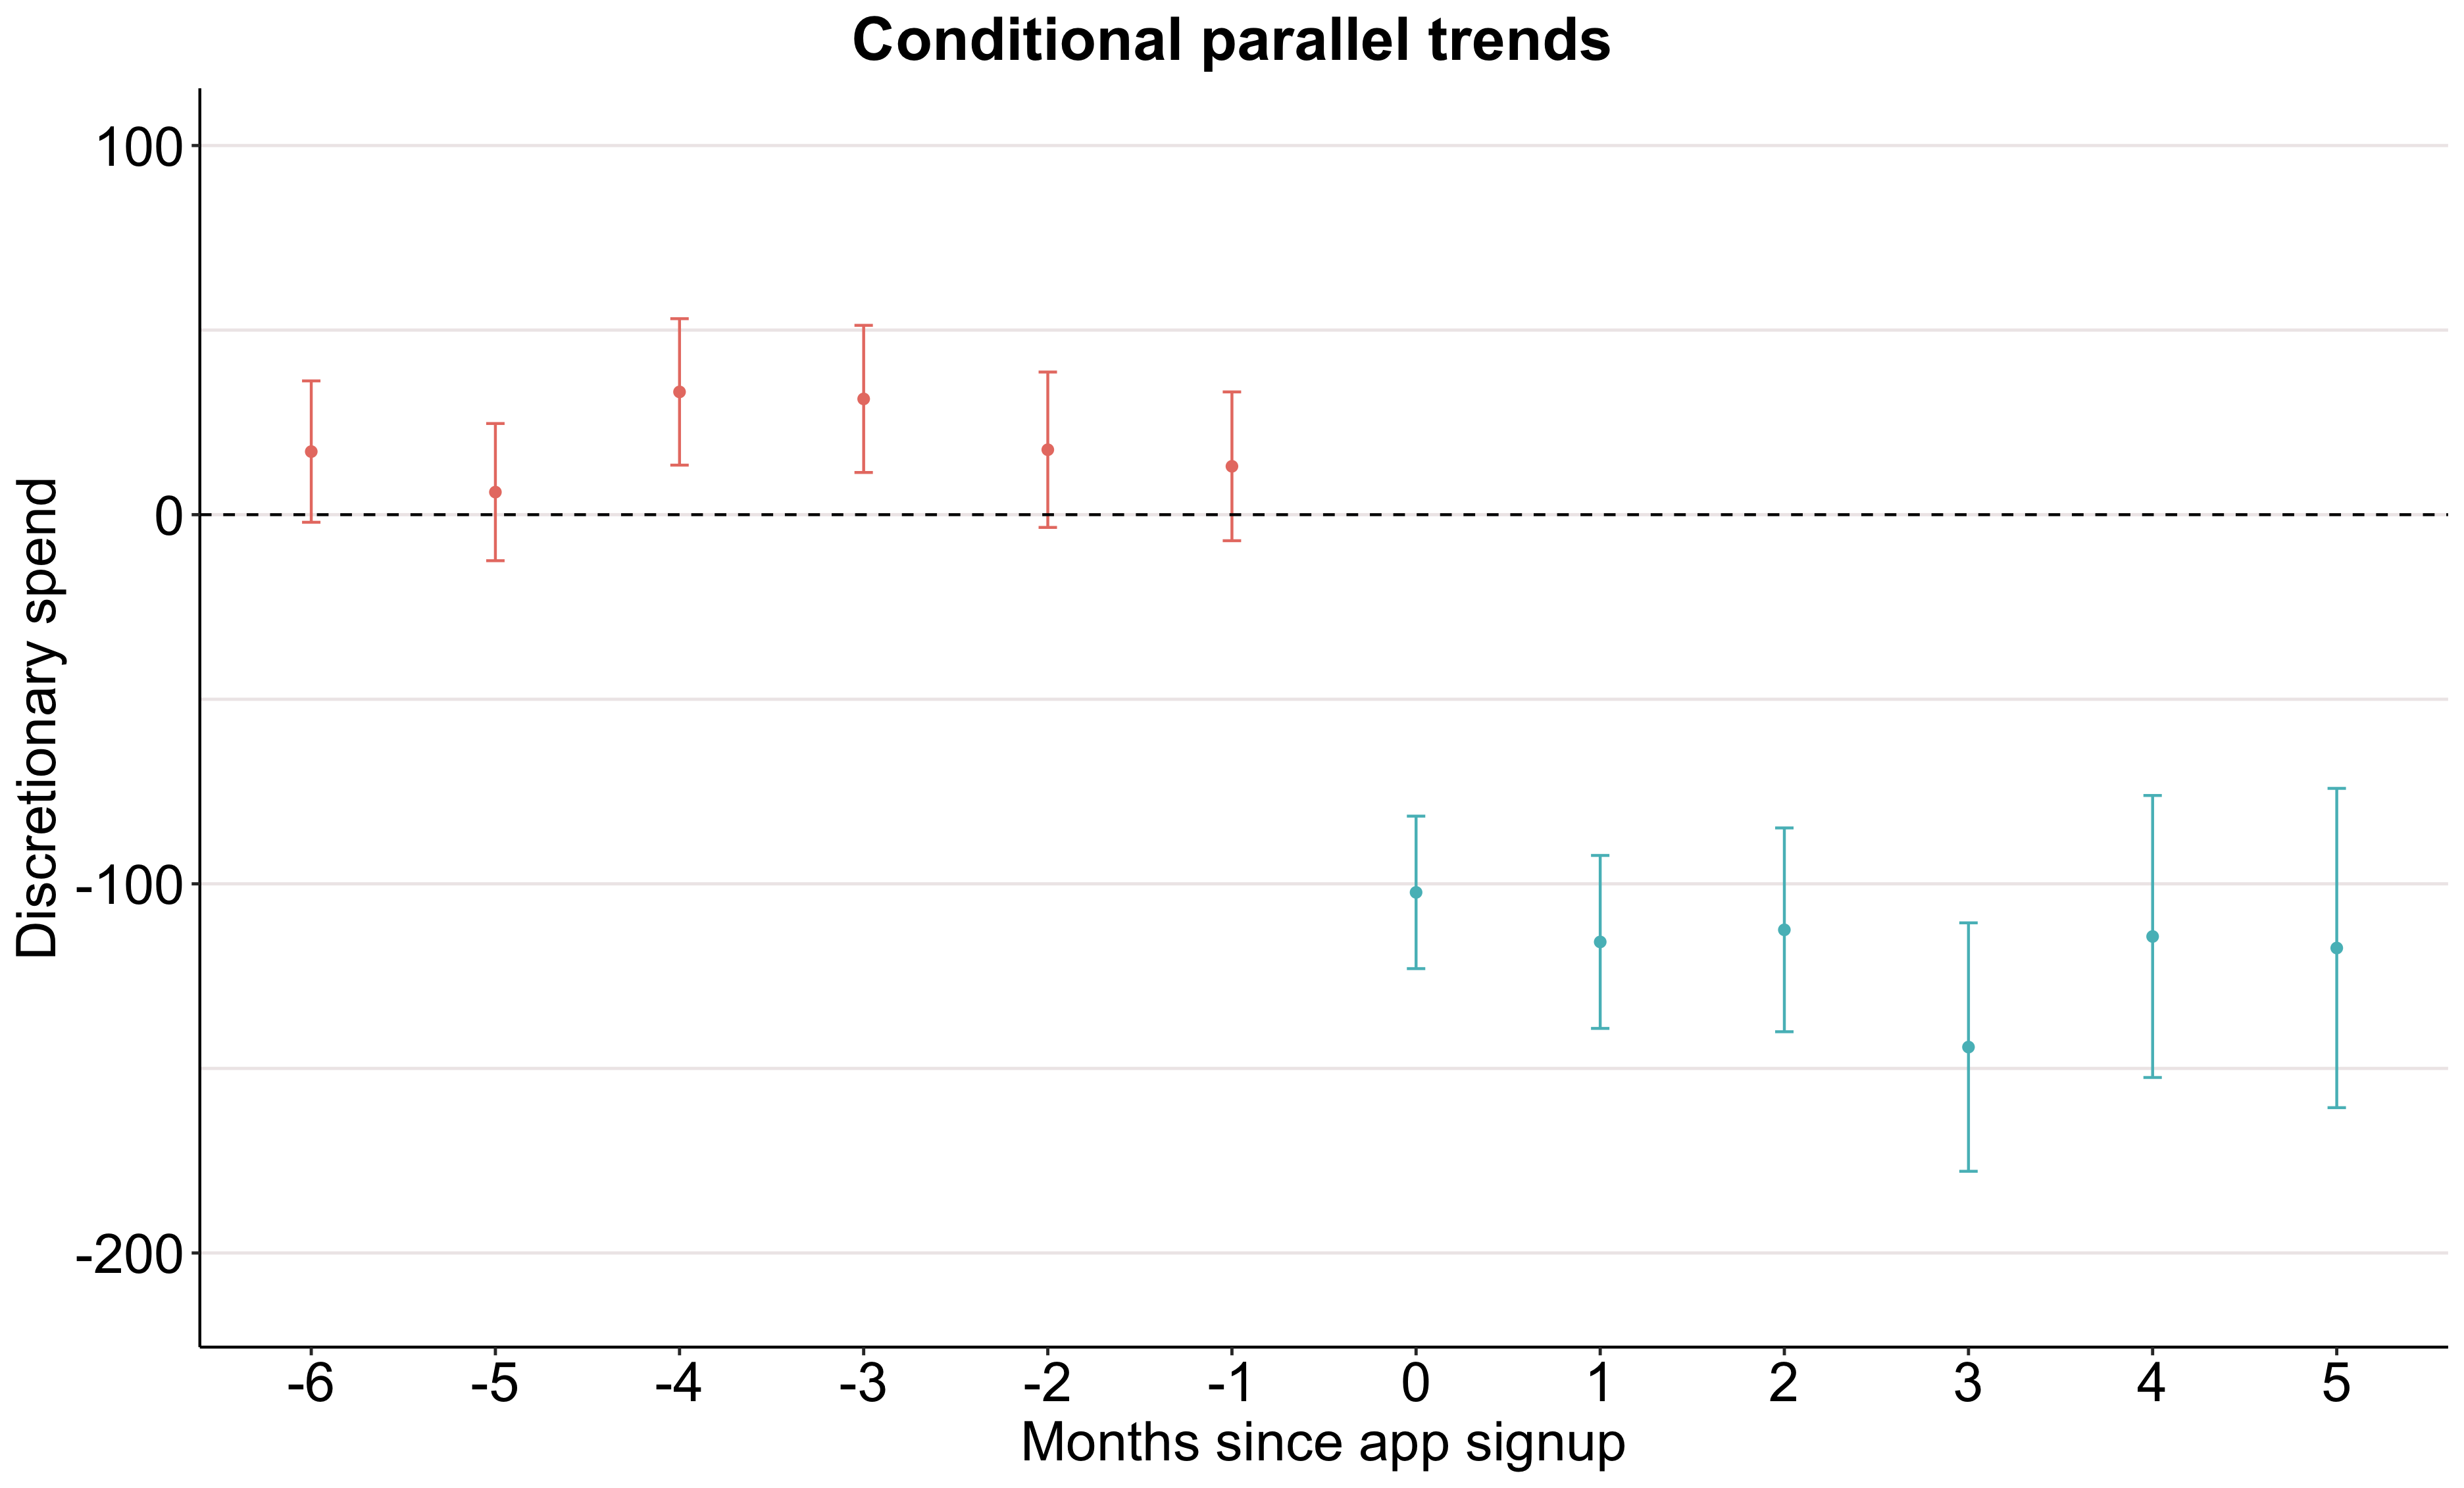 Conditional parallel trends
Discretionary spend
100
0
-100
-200
-6 -5 -4 -3 -2 -1 0 1 2 3 4 5
Months since app signup